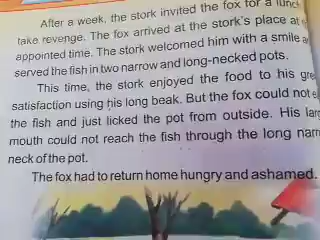 After a week, the stork invited the fox for a lunch
take revenge. The fox arrived at the stork's place at
appointed time. The stork welcomed him with a smile
served the fish in two narrow and long-necked pots.
This time, the stork enjoyed the food to his
satisfaction using his long beak. But the fox could not
the fish and just licked the pot from outside. His
mouth could not reach the fish through the long
neck of the pot.
The fox had to return home hungry and ashamed.